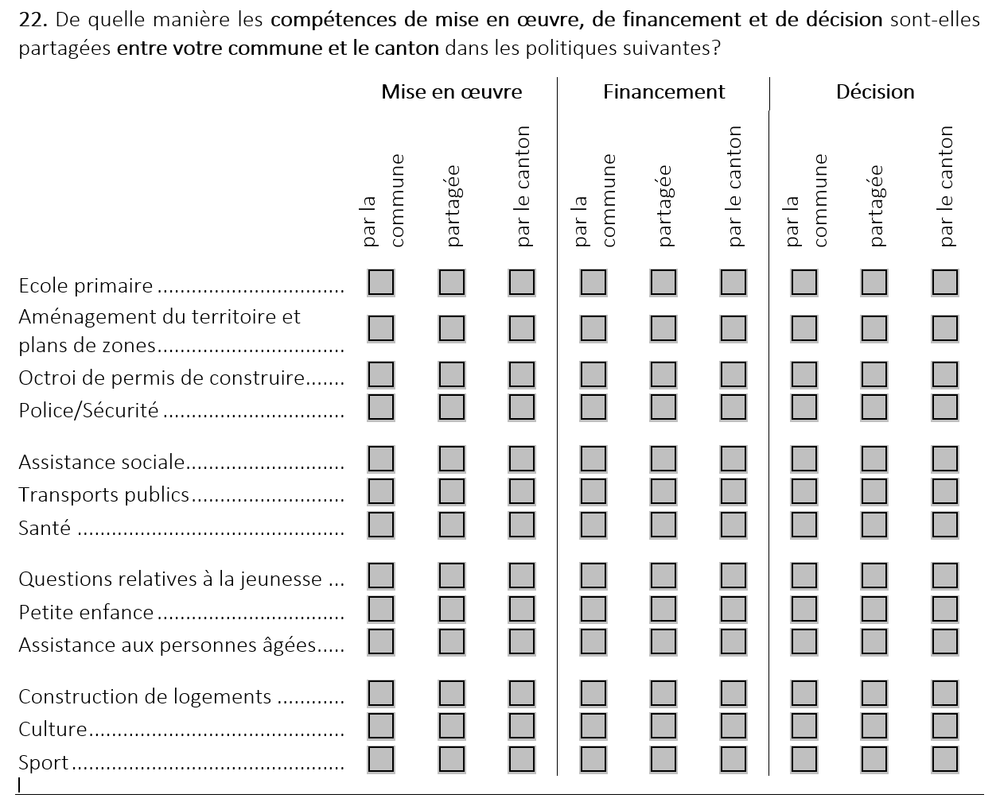 22. De quelle manière les compétences de mise en œuvre, de financement et de décision sont-elles
partagées entre votre commune et le canton dans les politiques suivantes?
Mise en œuvre Financement Décision
par la commune partagée par le canton par la commune partagée par le canton par la commune partagée par le canton
Ecole primaire .................................
Aménagement du territoire et
plans de zones.................................
Octroi de permis de construire.......
Police/Sécurité ................................
Assistance sociale............................
Transports publics...........................
Santé ...............................................
Questions relatives à la jeunesse ...
Petite enfance .................................
Assistance aux personnes âgées.....
Construction de logements ............
Culture.............................................
Sport ................................................